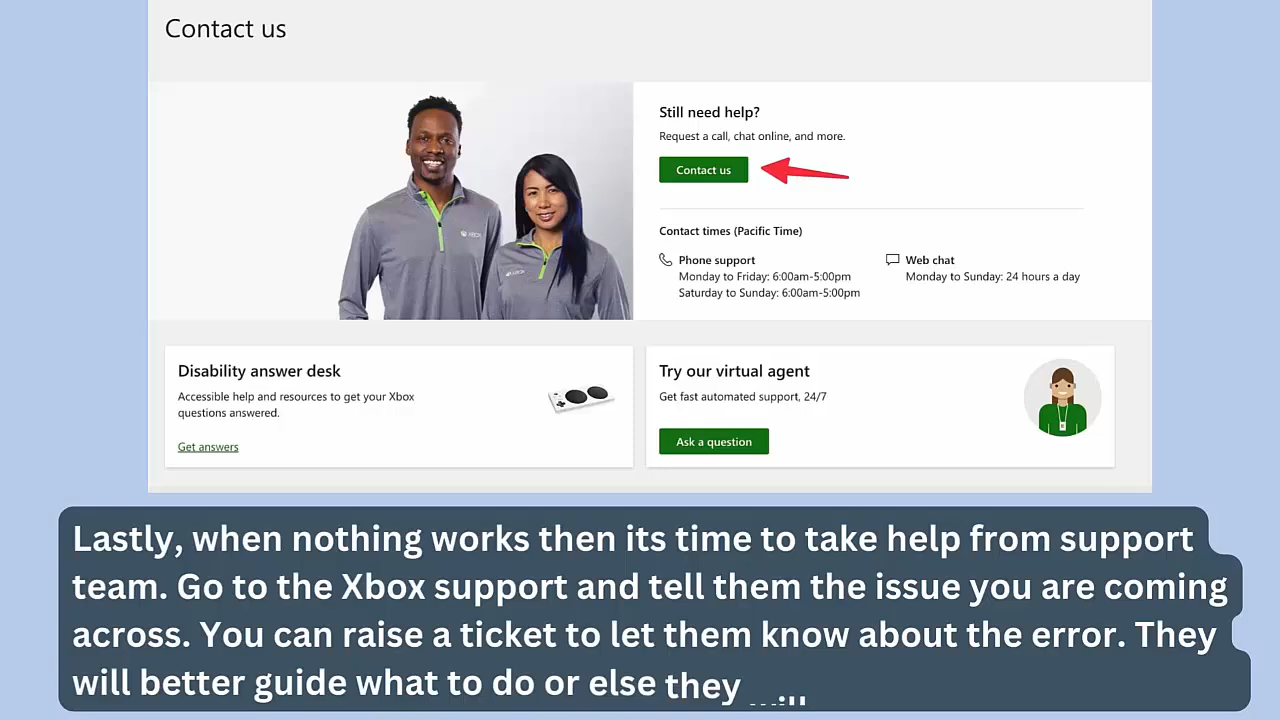 Contact us
Still need help?
Request a call, chat online, and more.
Contact us
Contact times (Pacific Time)
Phone support
Monday to Friday: 6:00am-5:00pm
Saturday to Sunday: 6:00am-5:00pm
Web chat
Monday to Sunday: 24 hours a day
XBOX
XBOX
Disability answer desk
Accessible help and resources to get your Xbox
questions answered.
Get answers
Try our virtual agent
Get fast automated support, 24/7
Ask a question
Lastly, when nothing works then its time to take help from support
team. Go to the Xbox support and tell them the issue you are coming
across. You can raise a ticket to let them know about the error. They
will better guide what to do or else they